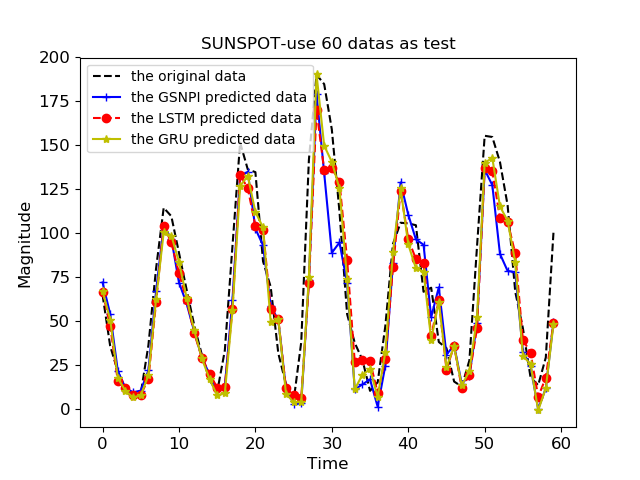 SUNSPOT-use 60 datas as test
the original data
the GSNPI predicted data
the LSTM predicted data
the GRU predicted data
Magnitude
200
175
150
125
100
75
50
25
0
0 10 20 30 40 50 60
Time